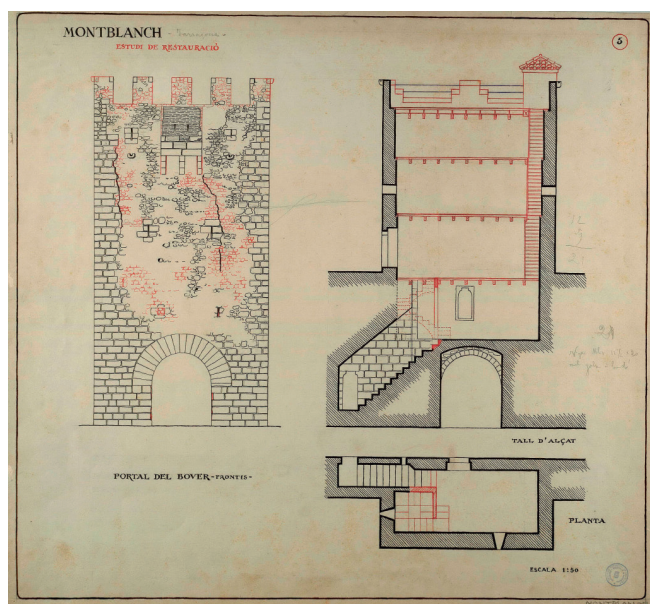 MONTBLANCH
ESTUDI DE RESTAURACIÓ
5
PORTAL DEL BOVER-FRONTIS-
TALL D'ALÇAT
PLANTA
ESCALA 1:50